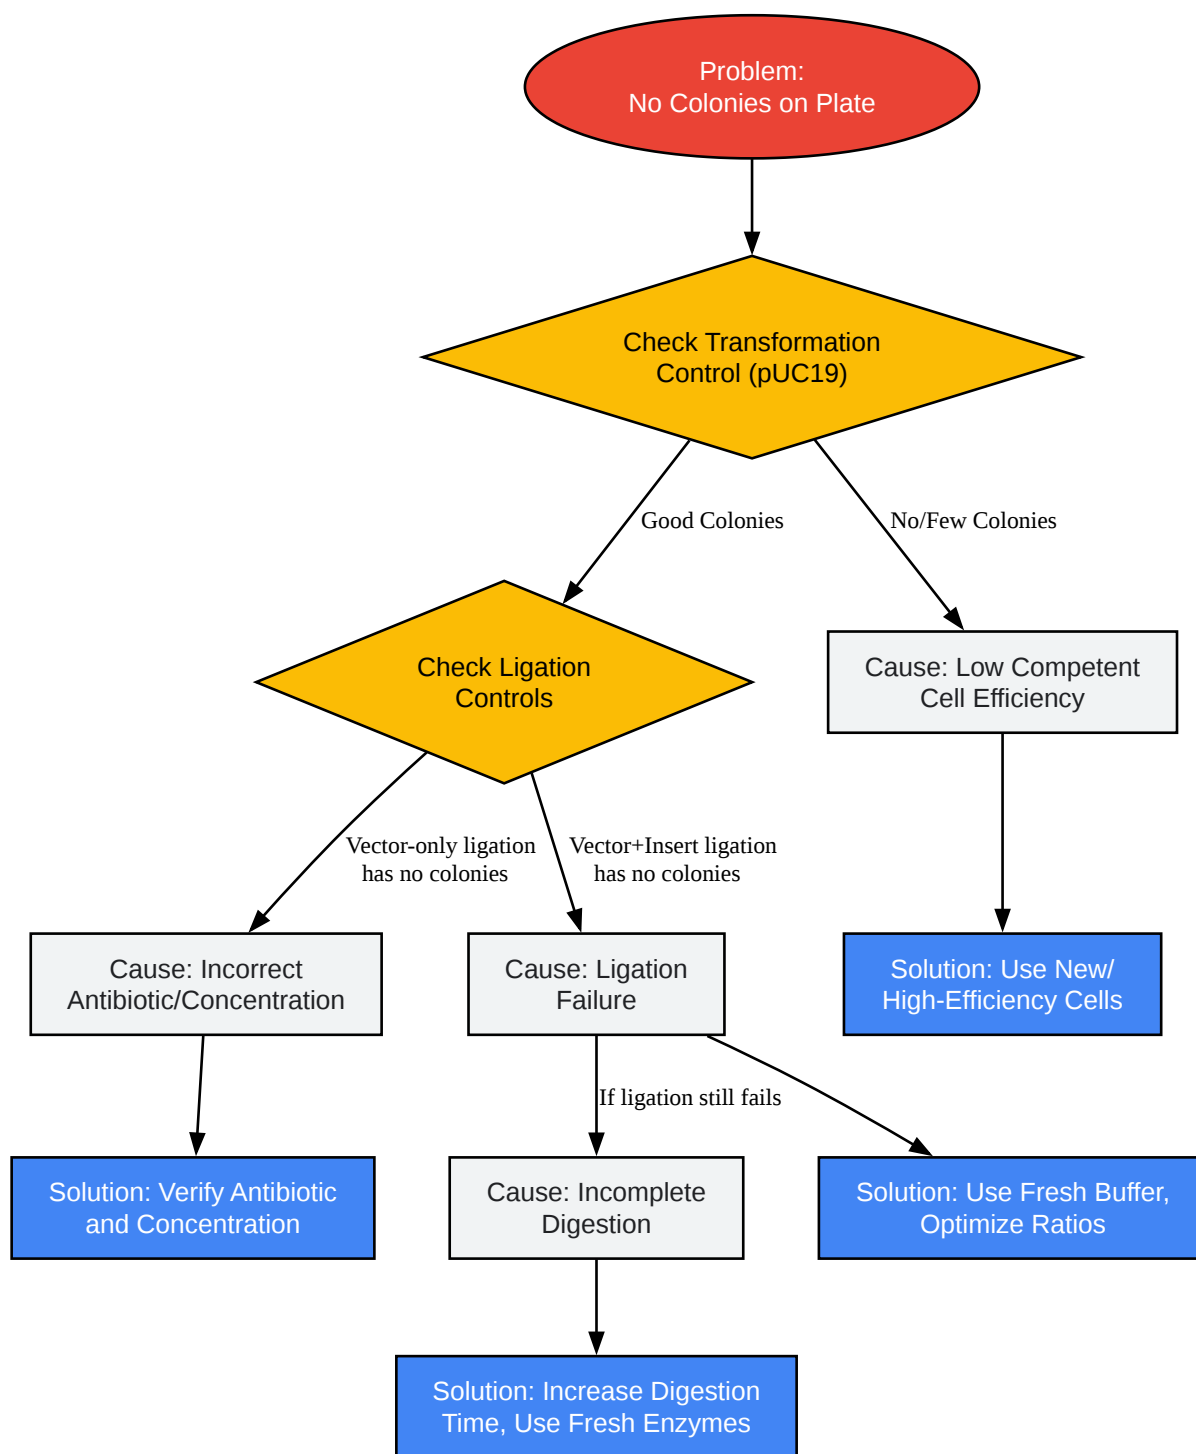 Problem:
No Colonies on Plate
Check Transformation
Control (pUC19)
Good Colonies
No/Few Colonies
Check Ligation
Controls
Cause: Low Competent
Cell Efficiency
Vector-only ligation
has no colonies
Vector+Insert ligation
has no colonies
Cause: Incorrect
Antibiotic/Concentration
Cause: Ligation
Failure
Solution: Use New/
High-Efficiency Cells
If ligation still fails
Solution: Verify Antibiotic
and Concentration
Cause: Incomplete
Digestion
Solution: Use Fresh Buffer,
Optimize Ratios
Solution: Increase Digestion
Time, Use Fresh Enzymes